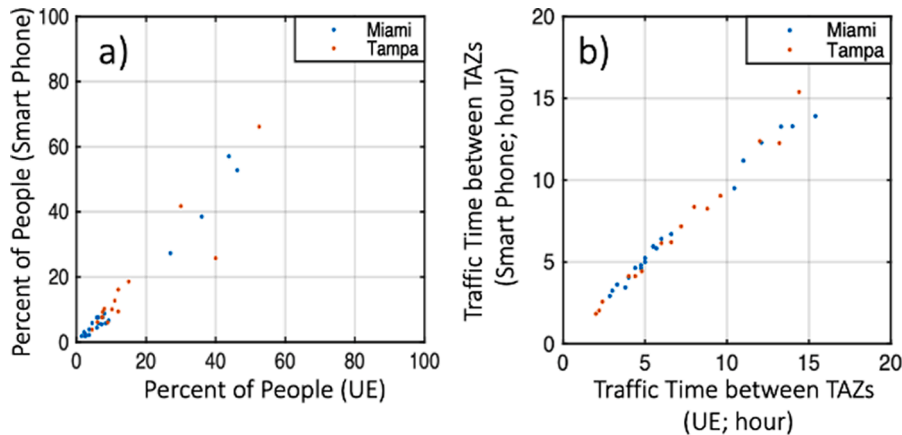 a)
Miami
Tampa
100
80
60
40
20
0
0 20 40 60 80 100
Percent of People (Smart Phone)
Percent of People (UE)
b)
Miami
Tampa
20
15
10
5
0
0 5 10 15 20
Traffic Time between TAZs
(Smart Phone; hour)
Traffic Time between TAZs
(UE; hour)